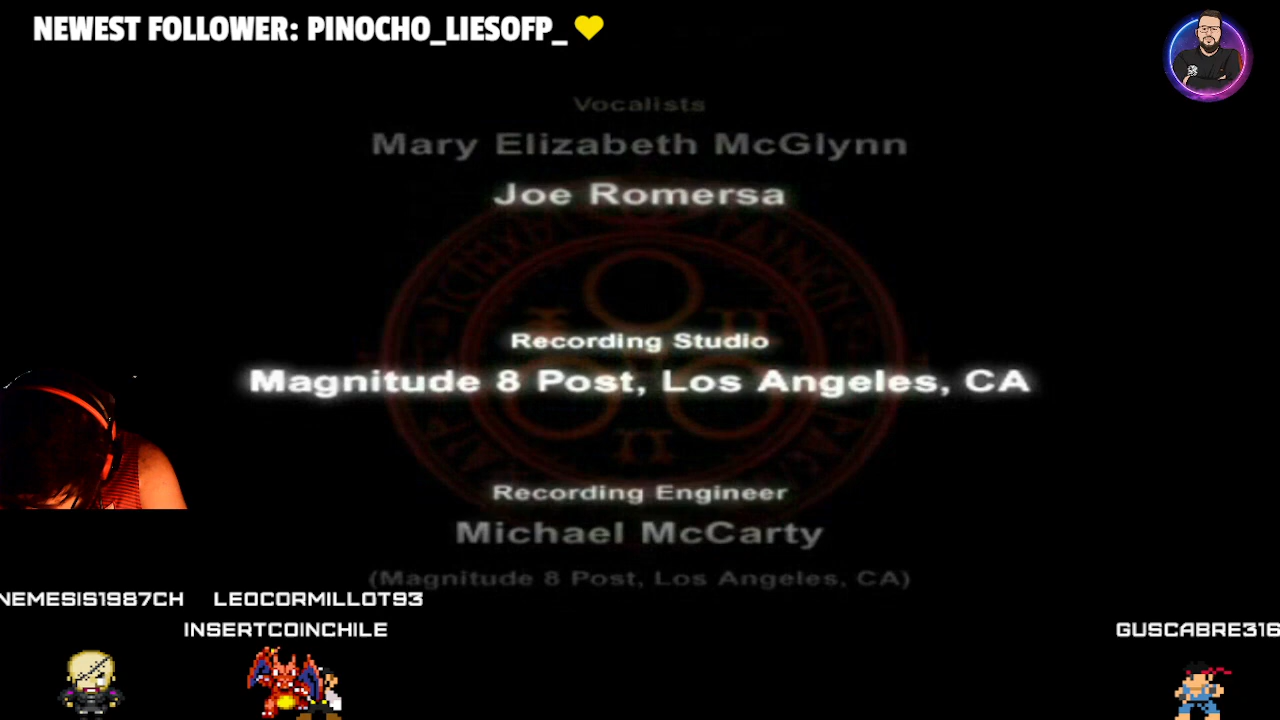 NEWEST FOLLOWER: PINOCHO_LIESOFP_ 💛
Vocalists
Mary Elizabeth McGlynn
Joe Romersa
Recording Studio
Magnitude 8 Post, Los Angeles, CA
Recording Engineer
Michael McCarty
(Magnitude 8 Post, Los Angeles, CA)
NEMESIS1987CH LEOCORMILLOT93
INSERTCOINCHILE GUSCABRE316